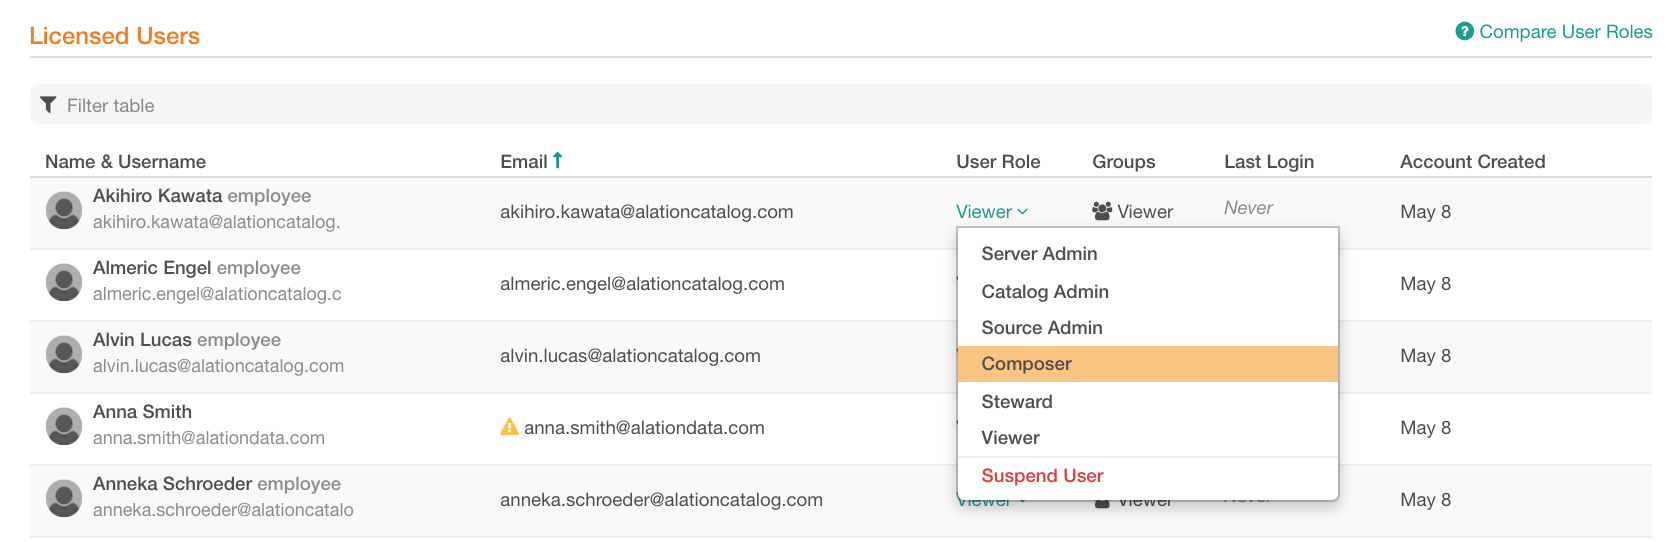 Licensed Users
Compare User Roles
Filter table
Name & Username Email User Role Groups Last Login Account Created
Akihiro Kawata employee
akihiro.kawata@alationcatalog.
akihiro.kawata@alationcatalog.com Viewer Viewer Never May 8
Server Admin
Almeric Engel employee
almeric.engel@alationcatalog.c
almeric.engel@alationcatalog.com May 8
Catalog Admin
Source Admin
Alvin Lucas employee
alvin.lucas@alationcatalog.com
alvin.lucas@alationcatalog.com May 8
Composer
Steward
Anna Smith
anna.smith@alationdata.com
anna.smith@alationdata.com May 8
Viewer
Suspend User
Anneka Schroeder employee
anneka.schroeder@alationcatalo
anneka.schroeder@alationcatalog.com Viewer Viewer Never May 8